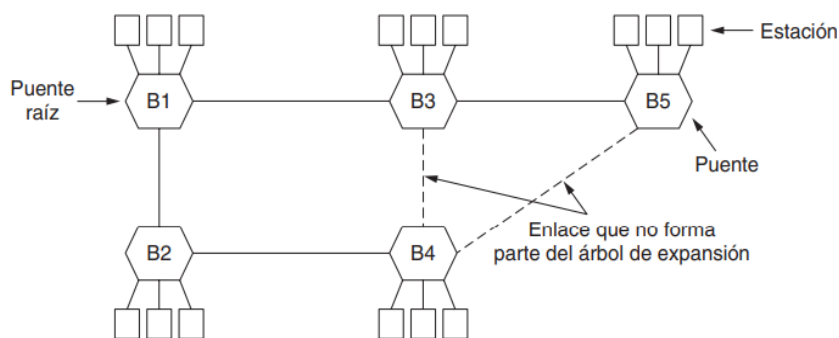 Estación
Puente
raíz
B1
B3
B5
Puente
Enlace que no forma
parte del árbol de expansión
B2
B4